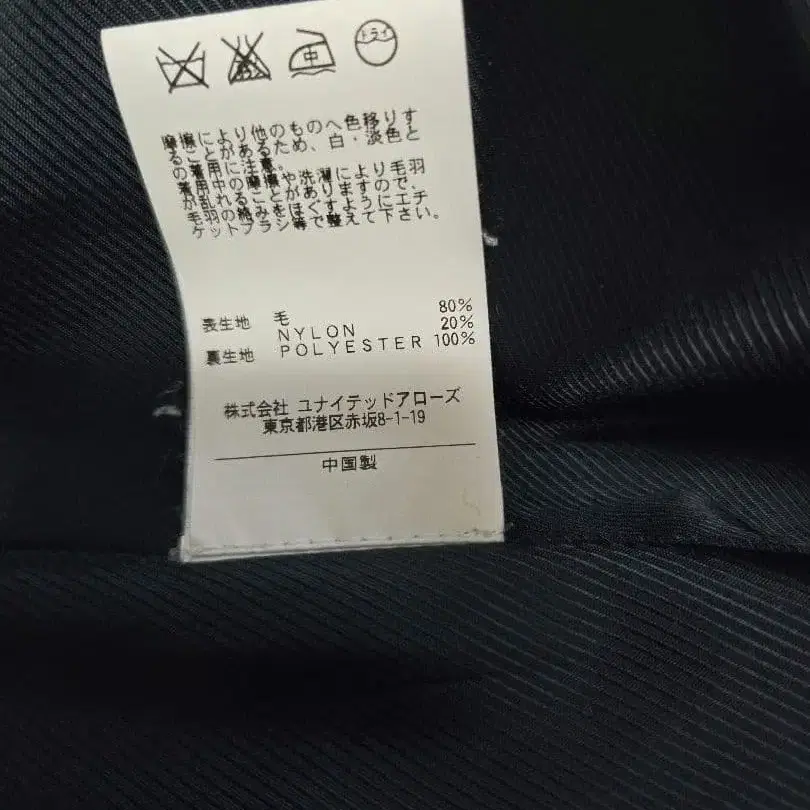 中 ドライ
摩擦により他のものへ色移りす
ることがあるため、白・淡色と
の着用に注意。
着用中の摩擦や洗濯により毛羽
が乱れることがありますので、
毛羽の絡みをほぐすようにエチ
ケットブラシ等で整えて下さい。
表生地 毛 80%
NYLON 20%
裏生地 POLYESTER 100%
株式会社 ユナイテッドアローズ
東京都港区赤坂8-1-19
中国製